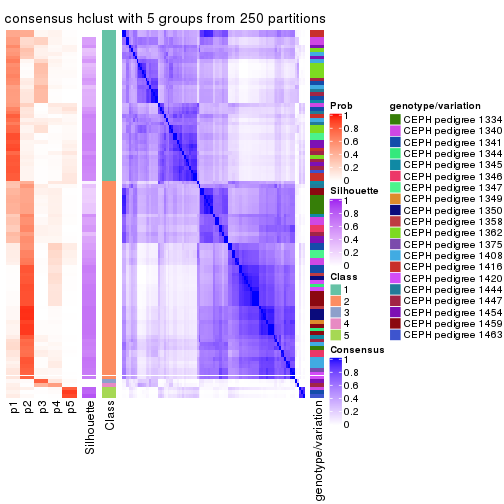 consensus hclust with 5 groups from 250 partitions
p1
p2
p3
p4
p5
Silhouette
Class
genotype/variation
Prob
1
0.8
0.6
0.4
0.2
0
Silhouette
1
0.8
0.6
0.4
0.2
0
Class
1
2
3
4
5
Consensus
1
0.8
0.6
0.4
0.2
0
genotype/variation
CEPH pedigree 1334
CEPH pedigree 1340
CEPH pedigree 1341
CEPH pedigree 1344
CEPH pedigree 1345
CEPH pedigree 1346
CEPH pedigree 1347
CEPH pedigree 1349
CEPH pedigree 1350
CEPH pedigree 1358
CEPH pedigree 1362
CEPH pedigree 1375
CEPH pedigree 1408
CEPH pedigree 1416
CEPH pedigree 1420
CEPH pedigree 1444
CEPH pedigree 1447
CEPH pedigree 1454
CEPH pedigree 1459
CEPH pedigree 1463